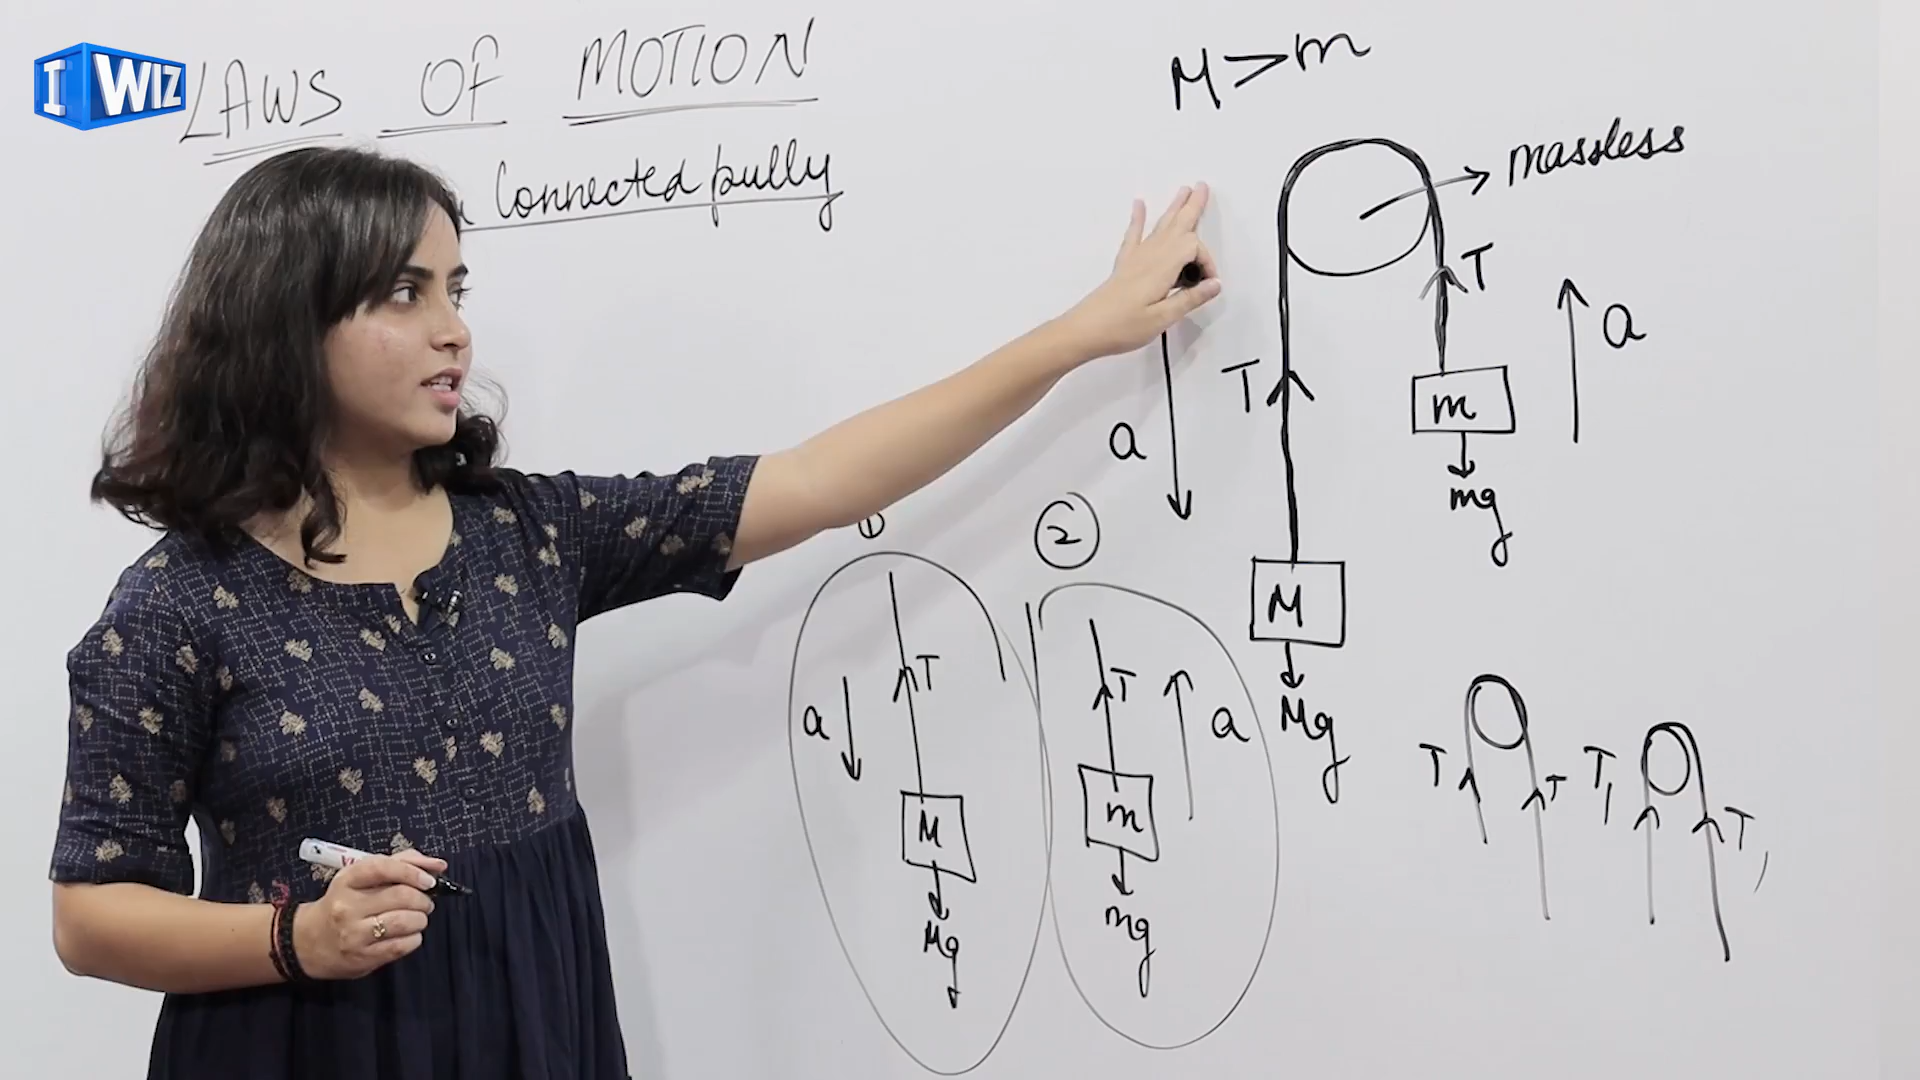 I WIZ
LAWS OF MOTION
Connected pully
M > m
massless
T
T
a
a
m
mg
M
Mg
①
T
a
M
Mg
②
T
a
m
mg
T
T
T₁
T₁